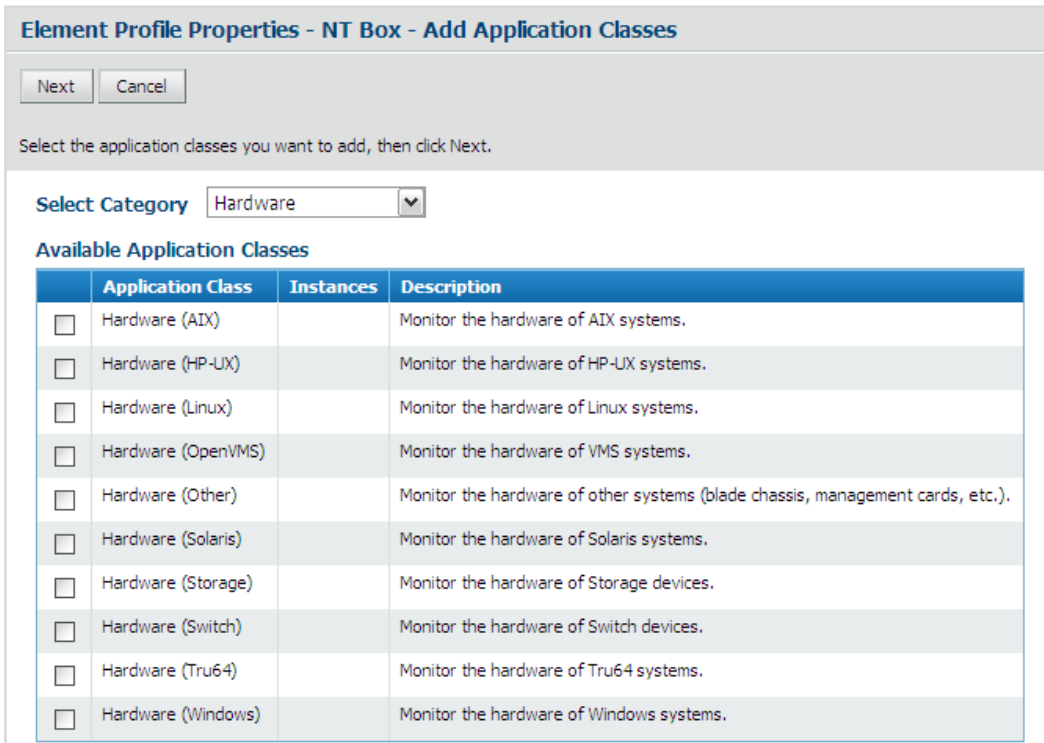 Element Profile Properties - NT Box - Add Application Classes
Next Cancel
Select the application classes you want to add, then click Next.
Select Category Hardware
Available Application Classes
Application Class Instances Description
Hardware (AIX) Monitor the hardware of AIX systems.
Hardware (HP-UX) Monitor the hardware of HP-UX systems.
Hardware (Linux) Monitor the hardware of Linux systems.
Hardware (OpenVMS) Monitor the hardware of VMS systems.
Hardware (Other) Monitor the hardware of other systems (blade chassis, management cards, etc.).
Hardware (Solaris) Monitor the hardware of Solaris systems.
Hardware (Storage) Monitor the hardware of Storage devices.
Hardware (Switch) Monitor the hardware of Switch devices.
Hardware (Tru64) Monitor the hardware of Tru64 systems.
Hardware (Windows) Monitor the hardware of Windows systems.